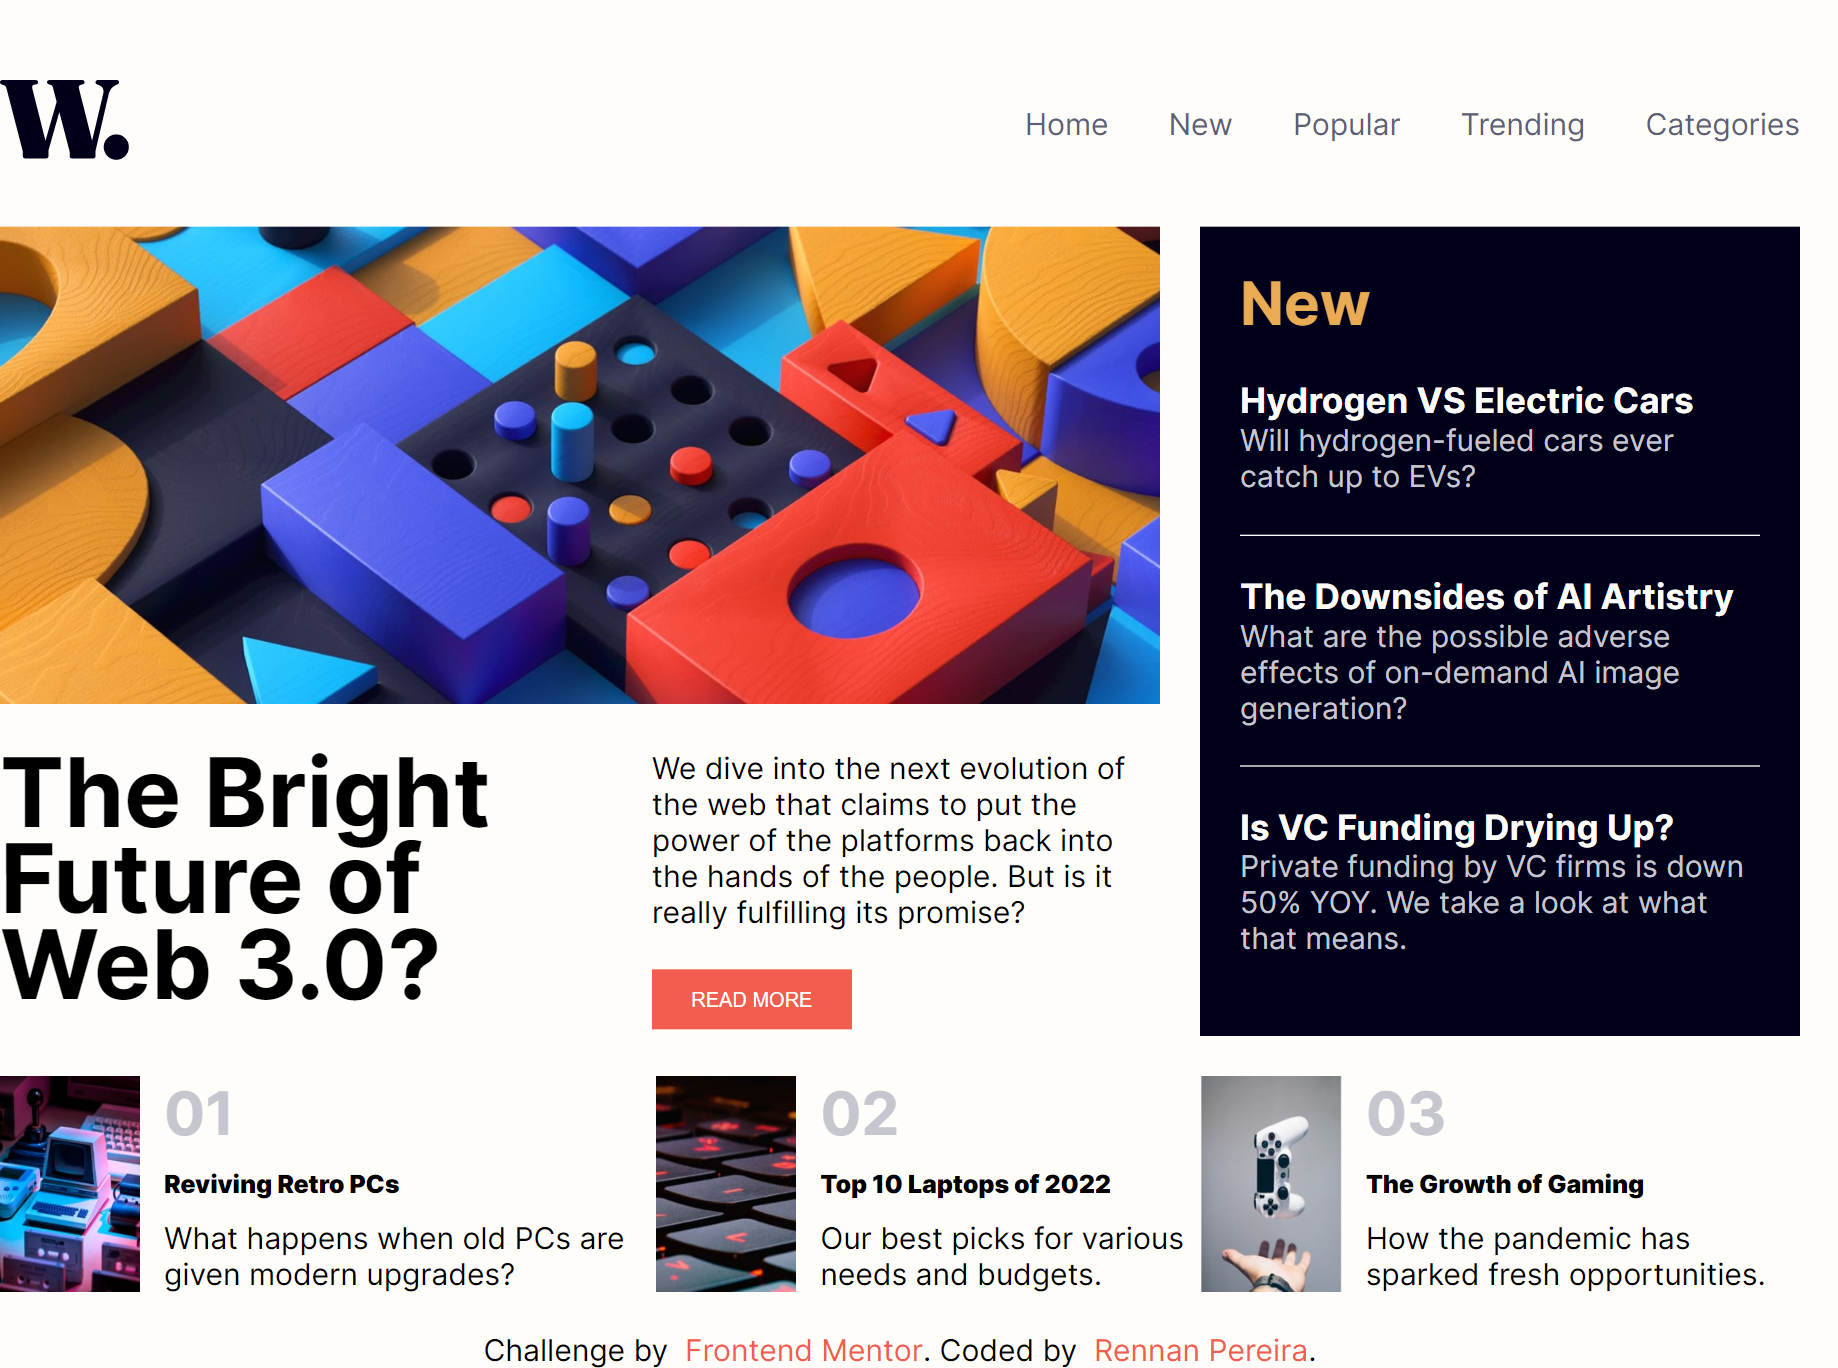 W.
Home New Popular Trending Categories
New
Hydrogen VS Electric Cars
Will hydrogen-fueled cars ever
catch up to EVs?
The Downsides of AI Artistry
What are the possible adverse
effects of on-demand AI image
generation?
Is VC Funding Drying Up?
Private funding by VC firms is down
50% YOY. We take a look at what
that means.
The Bright
Future of
Web 3.0?
We dive into the next evolution of
the web that claims to put the
power of the platforms back into
the hands of the people. But is it
really fulfilling its promise?
READ MORE
01
Reviving Retro PCs
What happens when old PCs are
given modern upgrades?
02
Top 10 Laptops of 2022
Our best picks for various
needs and budgets.
03
The Growth of Gaming
How the pandemic has
sparked fresh opportunities.
Challenge by Frontend Mentor. Coded by Rennan Pereira.